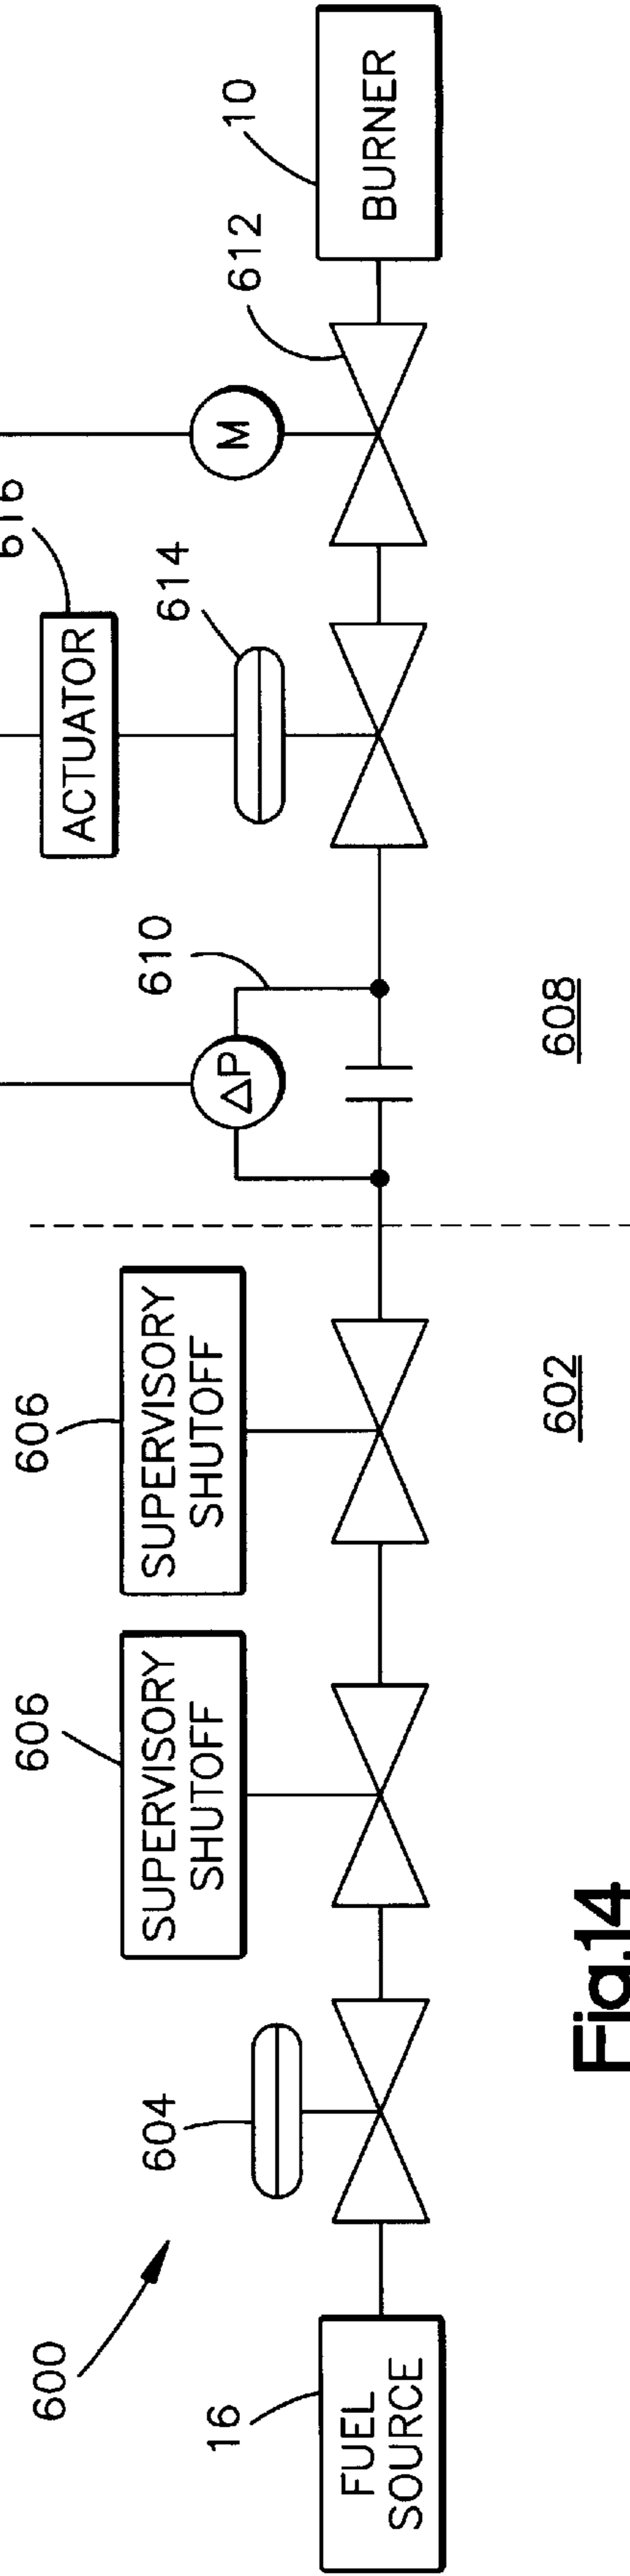 616
606
606
600
ACTUATOR
604
SUPERVISORY
SHUTOFF
SUPERVISORY
SHUTOFF
610
614
16
ΔP
M
612
10
FUEL
SOURCE
BURNER
602
608
Fig.14